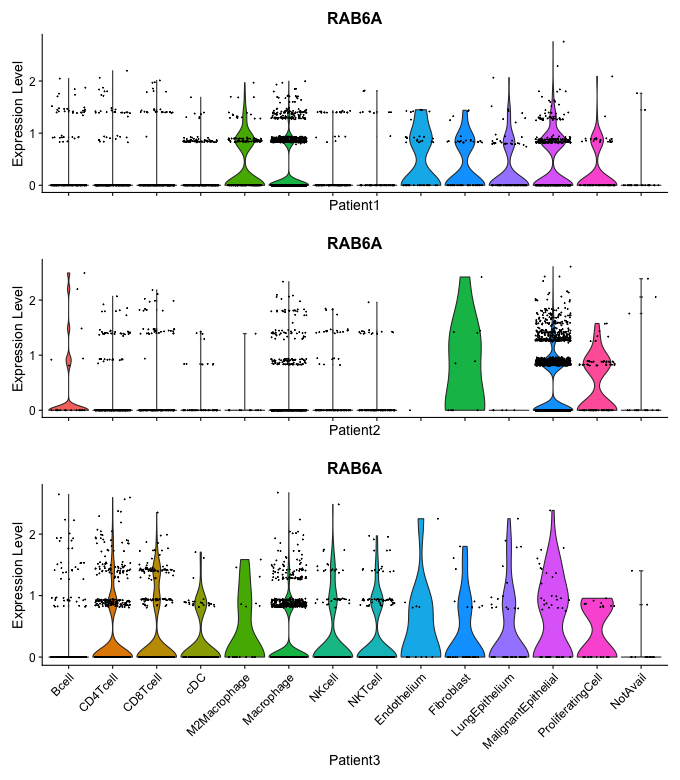 RAB6A
Expression Level
2
1
0
Patient1
RAB6A
Expression Level
2
1
0
Patient2
RAB6A
Expression Level
2
1
0
Bcell
CD4Tcell
CD8Tcell
cDC
M2Macrophage
Macrophage
NKcell
NKTcell
Endothelium
Fibroblast
LungEpithelium
MalignantEpithelial
ProliferatingCell
NotAvail
Patient3